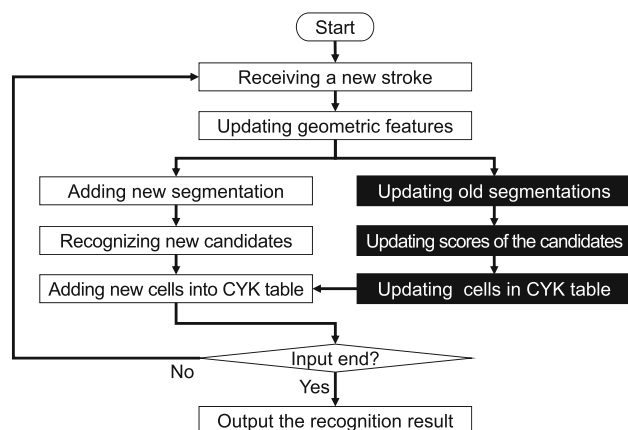 Start
Receiving a new stroke
Updating geometric features
Adding new segmentation
Updating old segmentations
Recognizing new candidates
Updating scores of the candidates
Adding new cells into CYK table
Updating cells in CYK table
Input end?
No
Yes
Output the recognition result